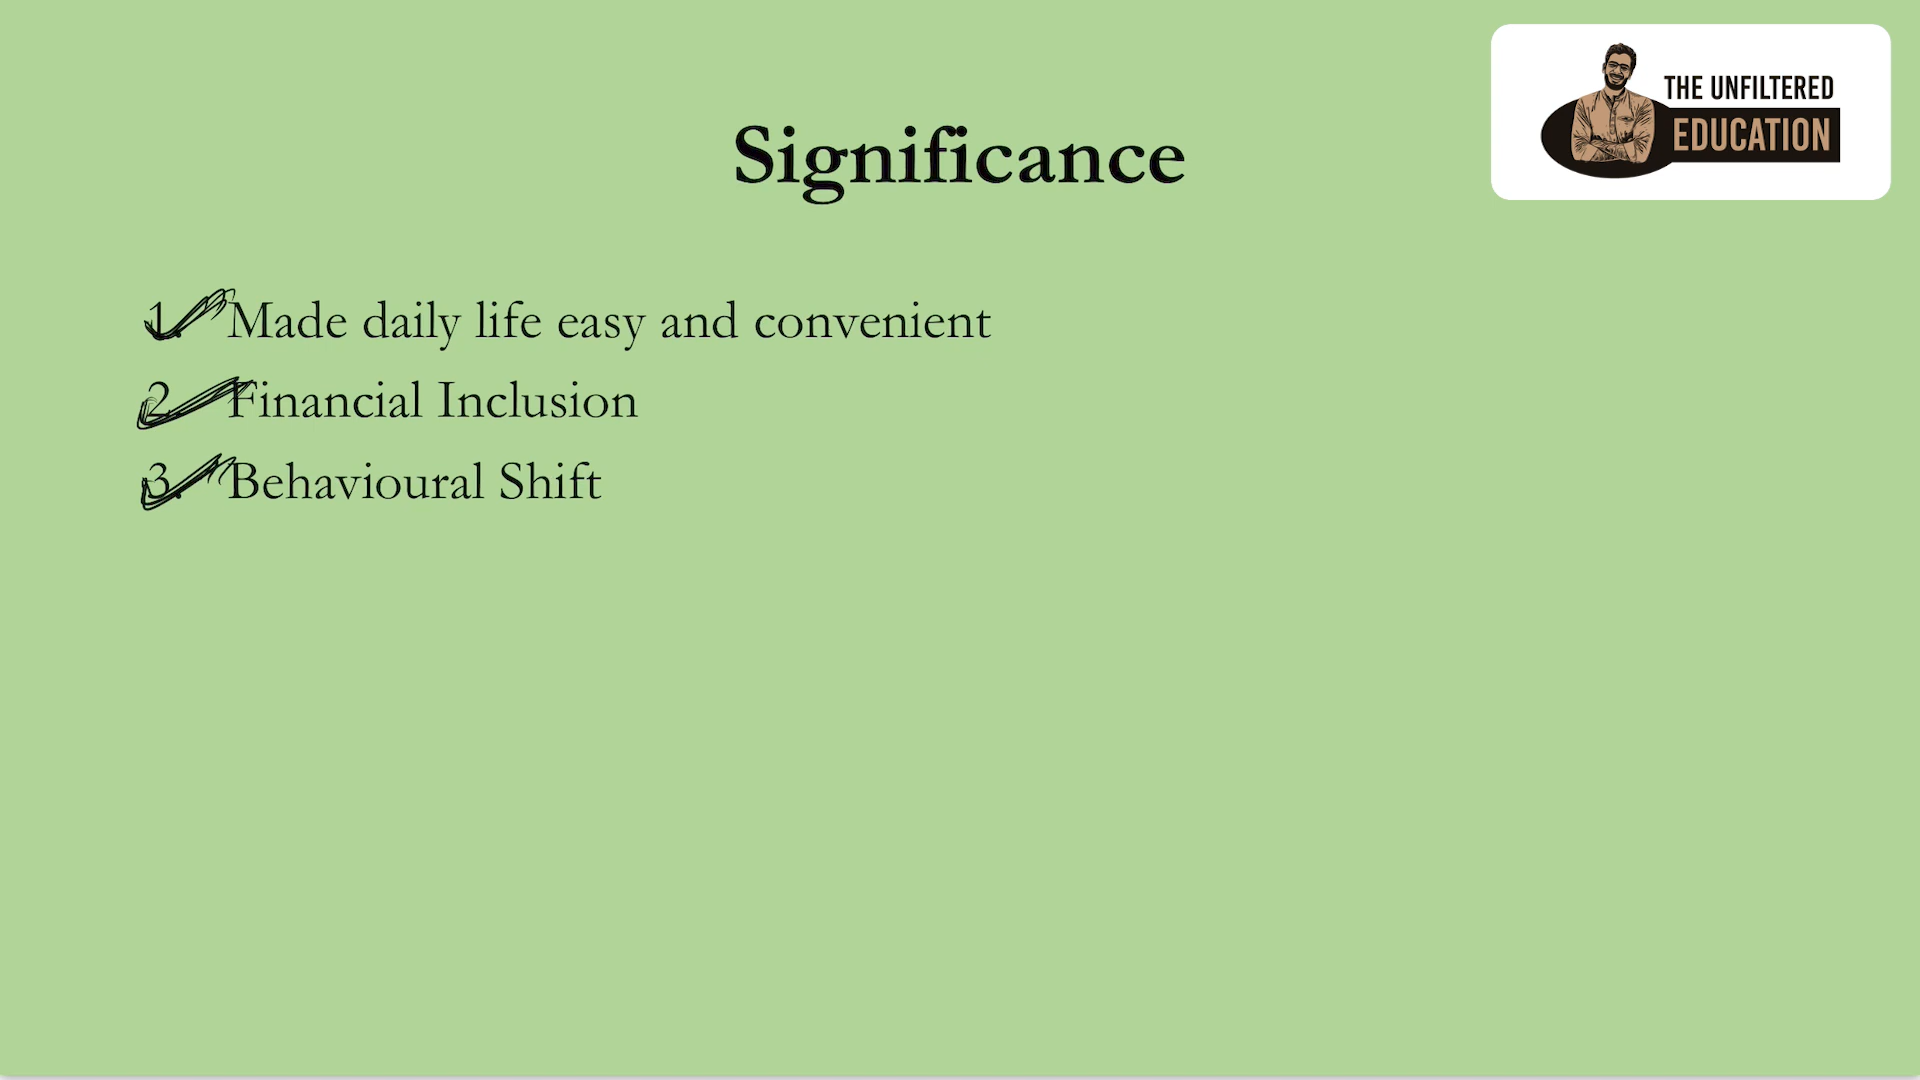 THE UNFILTERED
EDUCATION
Significance
1. Made daily life easy and convenient
2. Financial Inclusion
3. Behavioural Shift